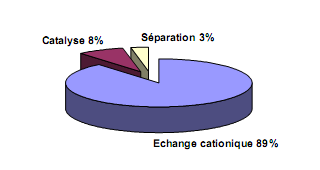 Catalyse 8%
Séparation 3%
Echange cationique 89%